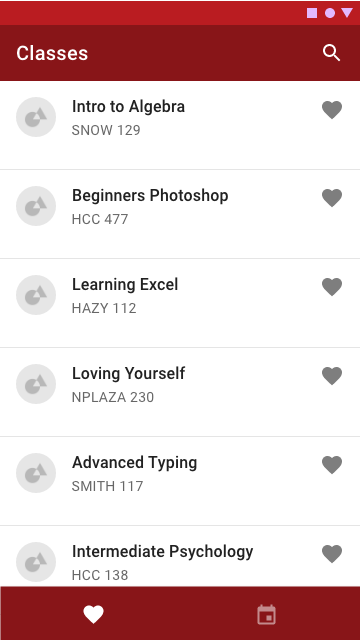 Classes
Intro to Algebra
SNOW 129
Beginners Photoshop
HCC 477
Learning Excel
HAZY 112
Loving Yourself
NPLAZA 230
Advanced Typing
SMITH 117
Intermediate Psychology
HCC 138